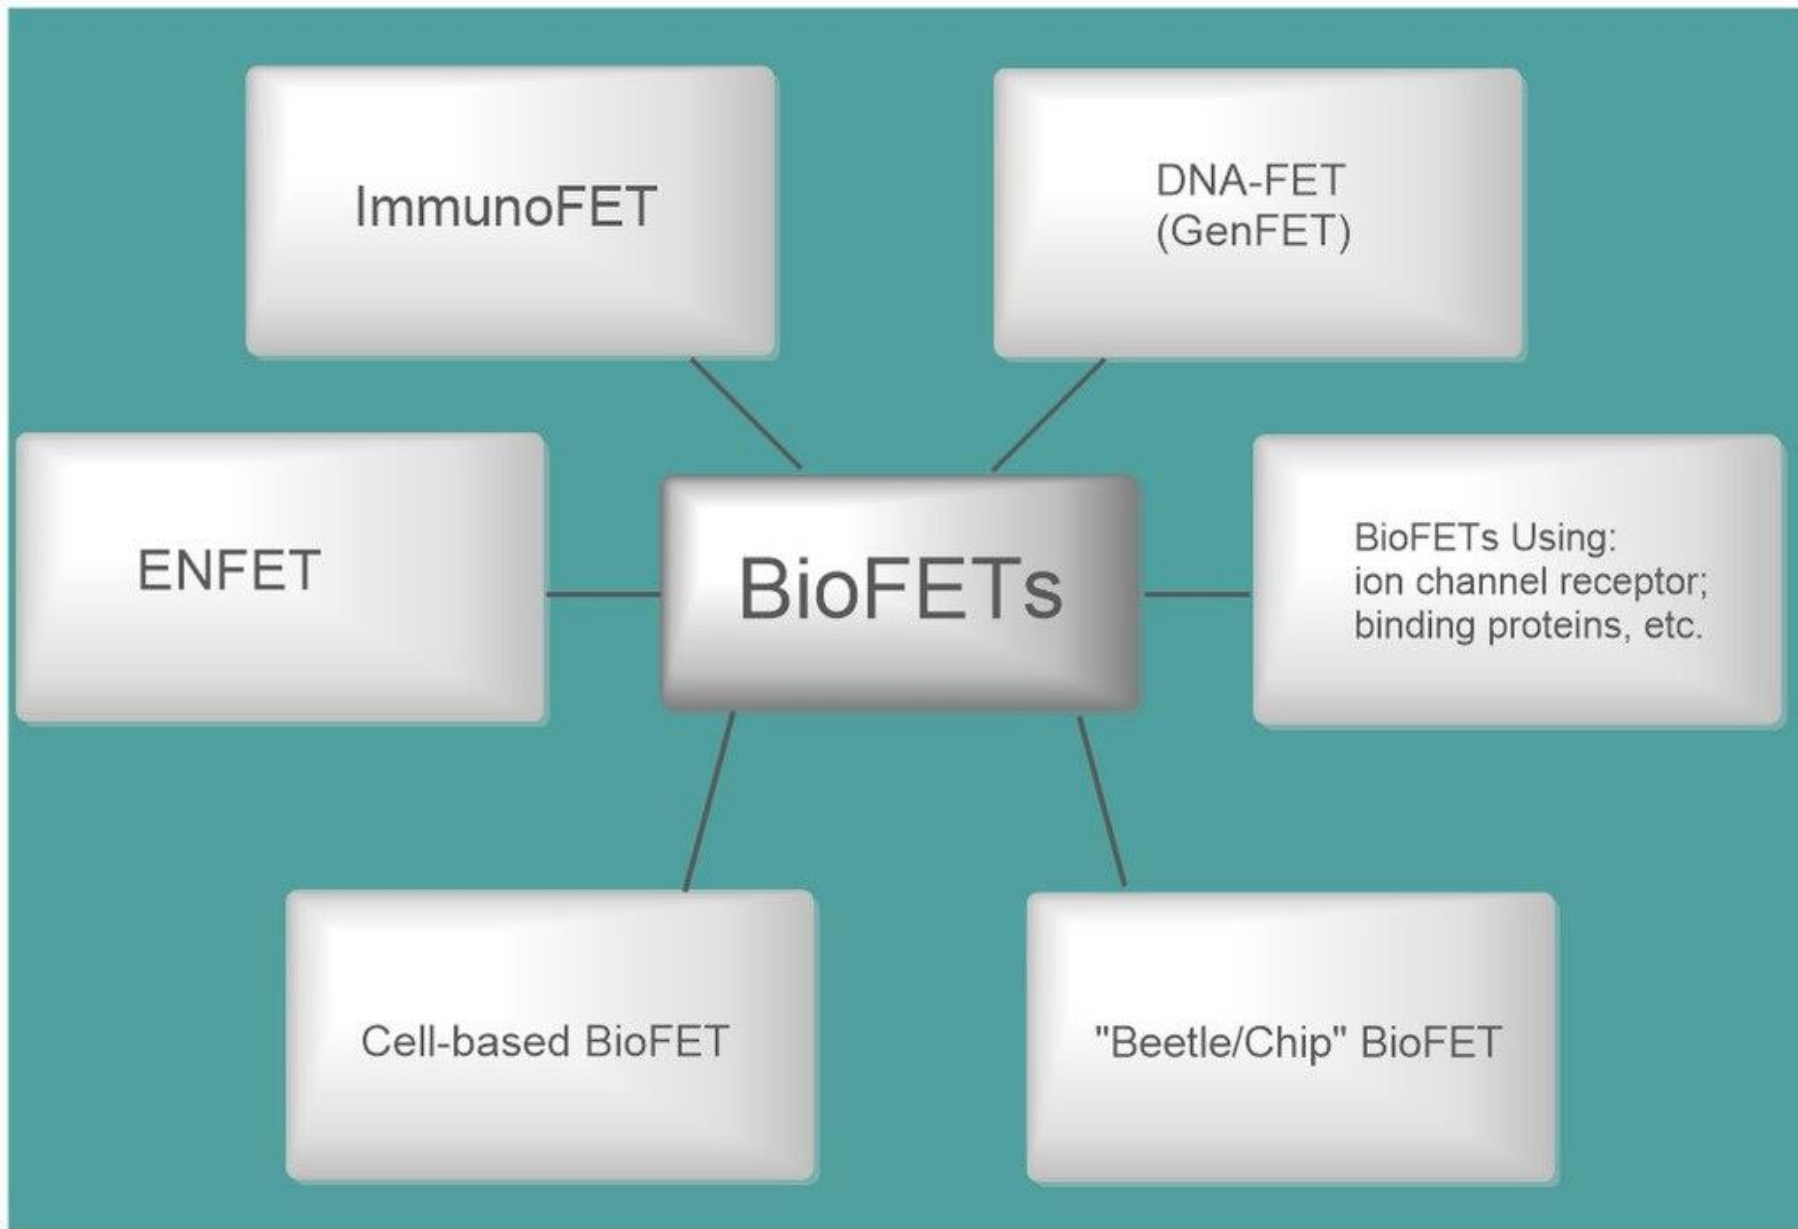 ImmunoFET
DNA-FET
(GenFET)
ENFET
BioFETs
BioFETs Using:
ion channel receptor;
binding proteins, etc.
Cell-based BioFET
"Beetle/Chip" BioFET